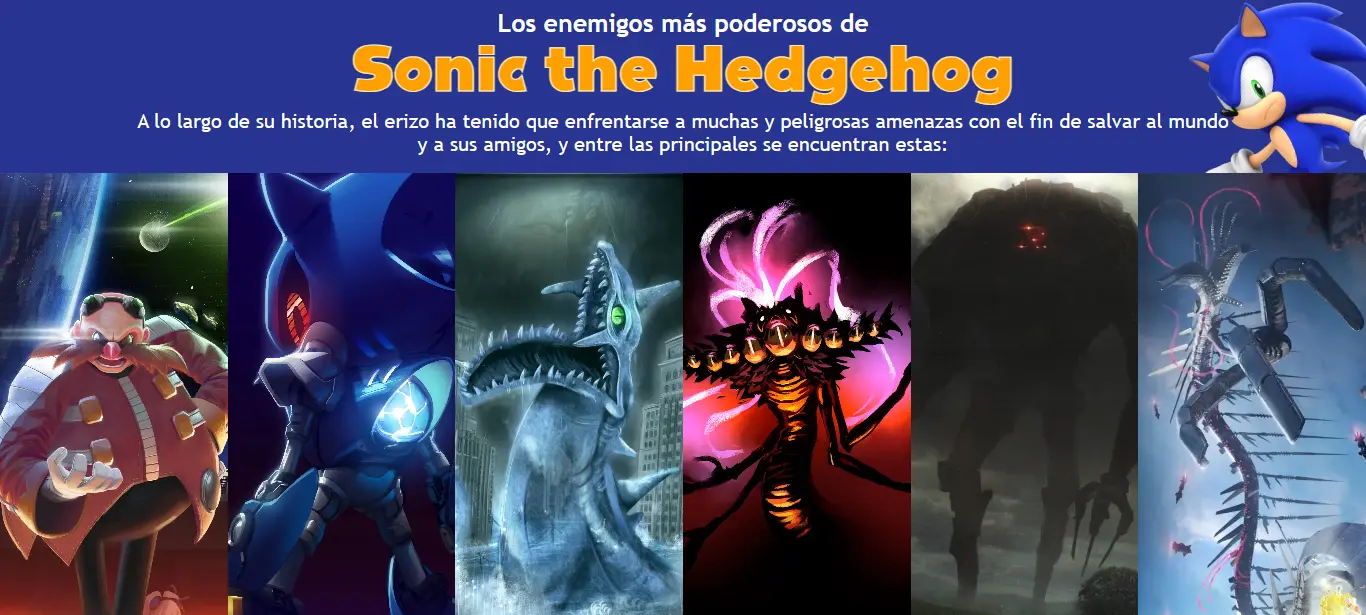 Los enemigos más poderosos de
Sonic the Hedgehog
A lo largo de su historia, el erizo ha tenido que enfrentarse a muchas y peligrosas amenazas con el fin de salvar al mundo
y a sus amigos, y entre las principales se encuentran estas: